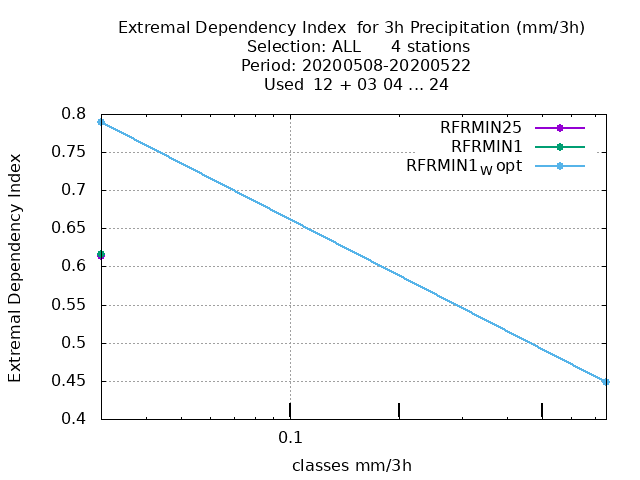 Extremal Dependency Index  for 3h Precipitation (mm/3h)
Selection: ALL      4 stations
Period: 20200508-20200522
Used  12 + 03 04 ... 24
RFRMIN25
RFRMIN1
RFRMIN1W opt
Extremal Dependency Index
0.8
0.75
0.7
0.65
0.6
0.55
0.5
0.45
0.4
0.1
classes mm/3h